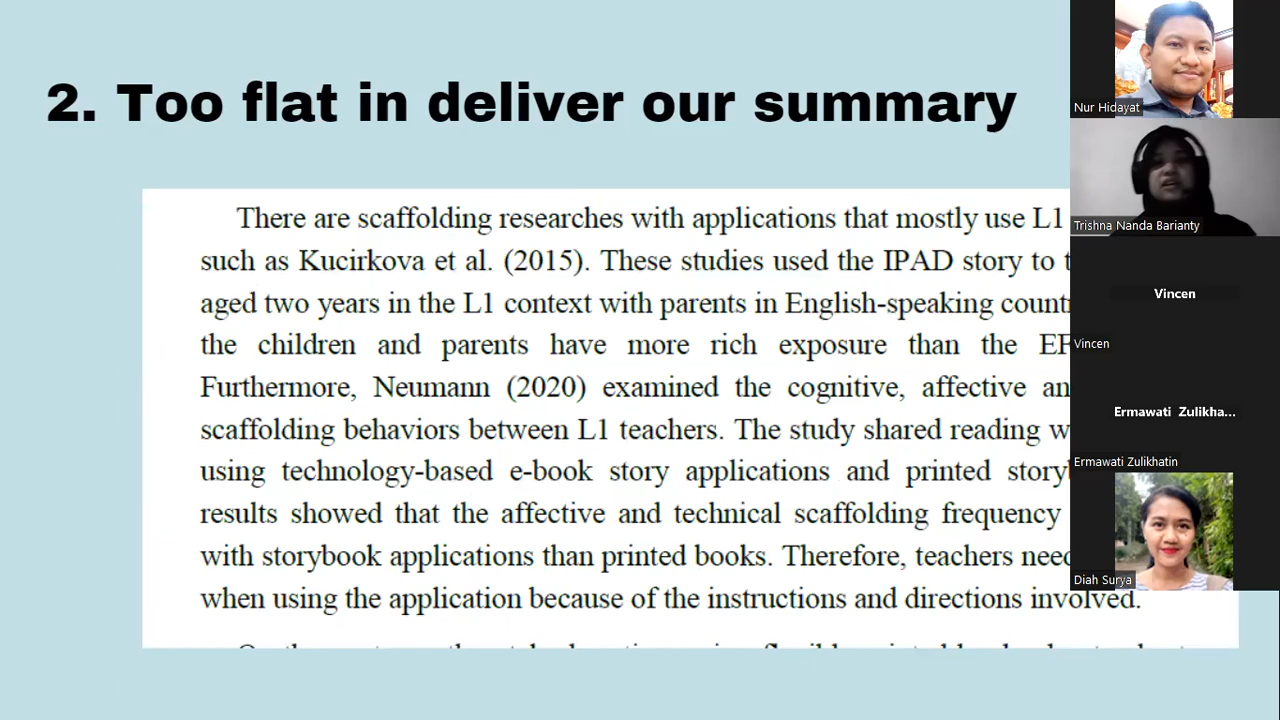 2. Too flat in deliver our summary
There are scaffolding researches with applications that mostly use L1
such as Kucirkova et al. (2015). These studies used the IPAD story to
aged two years in the L1 context with parents in English-speaking
the children and parents have more rich exposure than the
Furthermore, Neumann (2020) examined the cognitive, affective
scaffolding behaviors between L1 teachers. The study shared reading
using technology-based e-book story applications and printed
results showed that the affective and technical scaffolding frequency
with storybook applications than printed books. Therefore, teachers
when using the application because of the instructions and directions involved.
Nur Hidayat
Trishna Nanda Barianty
Vincen
Vincen
Ermawati Zulikha...
Ermawati Zulikhatin
Diah Surya